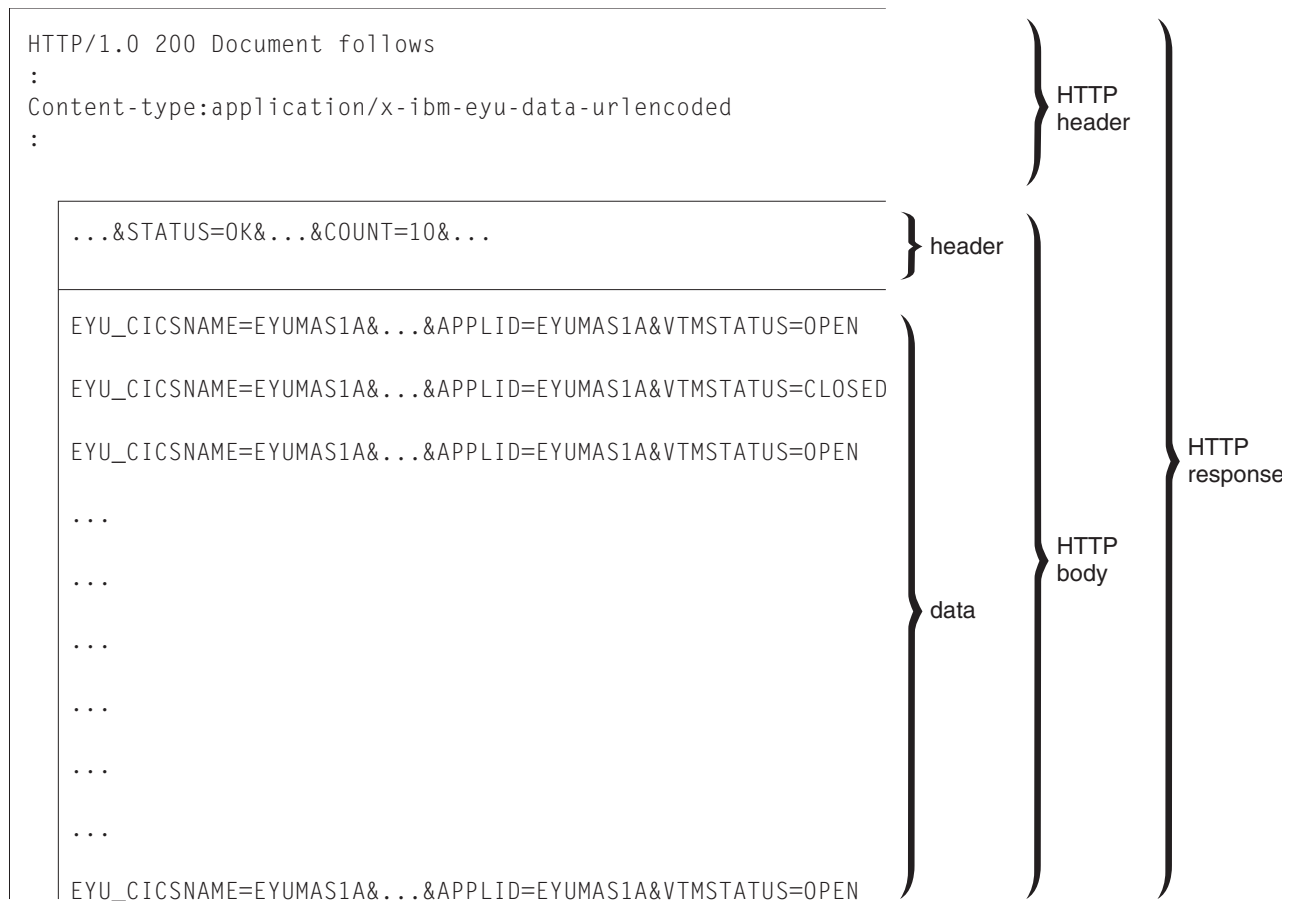 HTTP/1.0 200 Document follows
:
Content-type:application/x-ibm-eyu-data-urlencoded
:
HTTP
header
...&STATUS=OK&...&COUNT=10&...
header
EYU_CICSNAME=EYUMAS1A&...&APPLID=EYUMAS1A&VTMSTATUS=OPEN
EYU_CICSNAME=EYUMAS1A&...&APPLID=EYUMAS1A&VTMSTATUS=CLOSED
EYU_CICSNAME=EYUMAS1A&...&APPLID=EYUMAS1A&VTMSTATUS=OPEN
...
...
...
...
...
...
EYU_CICSNAME=EYUMAS1A&...&APPLID=EYUMAS1A&VTMSTATUS=OPEN
data
HTTP
body
HTTP
response